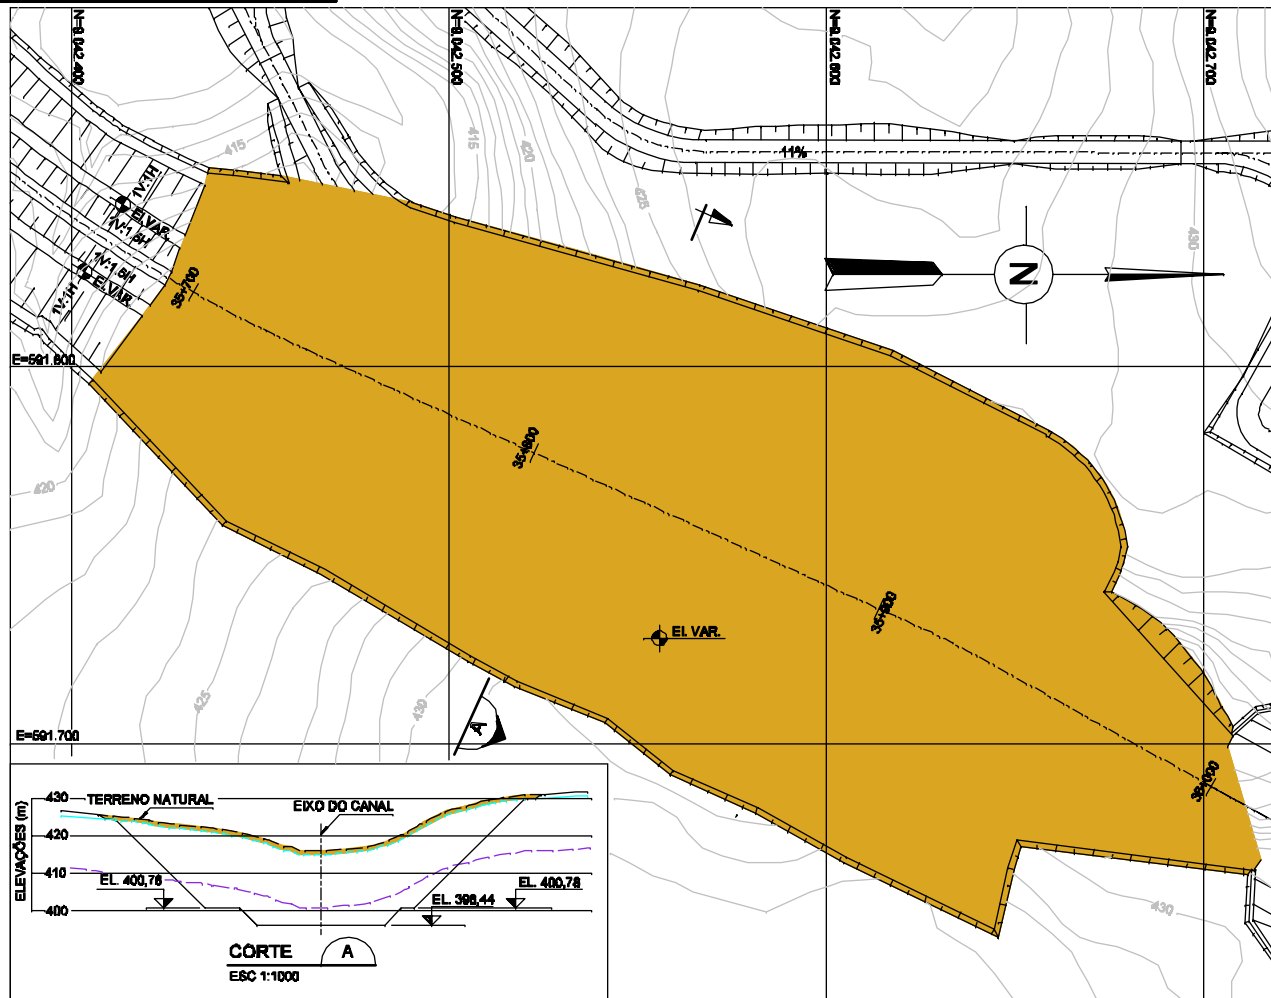 N=9.042.400
N=9.042.500
N=9.042.600
N=9.042.700
415
415
420
425
430
11%
1V:1H
El.VAR.
1V:1.5H
1V:1.5H
El.VAR.
1V:1H
35+700
N
E=591.600
35+800
420
35+900
El. VAR.
425
430
A
E=591.700
36+000
430
ELEVAÇÕES (m)
430
420
410
400
TERRENO NATURAL
EIXO DO CANAL
EL. 400,78
EL. 398,44
EL. 400,78
CORTE A
ESC 1:1000